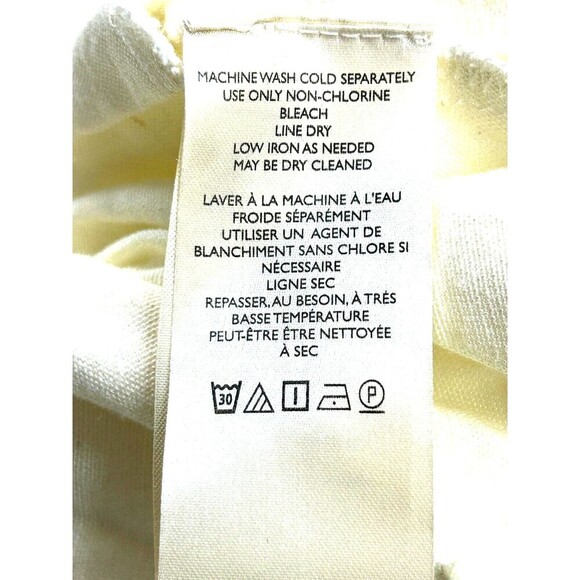 MACHINE WASH COLD SEPARATELY
USE ONLY NON-CHLORINE
BLEACH
LINE DRY
LOW IRON AS NEEDED
MAY BE DRY CLEANED
LAVER À LA MACHINE À L'EAU
FROIDE SÉPARÉMENT
UTILISER UN AGENT DE
BLANCHIMENT SANS CHLORE SI
NÉCESSAIRE
LIGNE SEC
REPASSER, AU BESOIN, À TRÉS
BASSE TEMPÉRATURE
PEUT-ÊTRE ÊTRE NETTOYÉE
À SEC
30 P